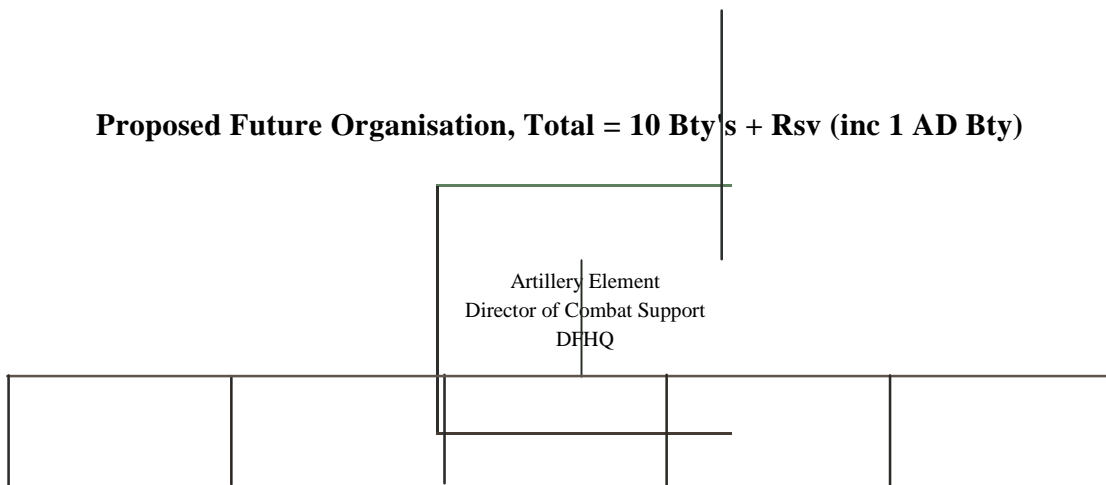 Proposed Future Organisation, Total = 10 Bty's + Rsv (inc 1 AD Bty)
Artillery Element
Director of Combat Support
DFHQ